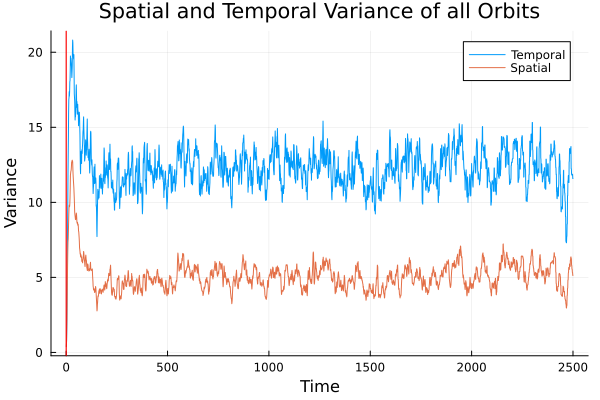 Spatial and Temporal Variance of all Orbits
Temporal
Spatial
20
15
10
5
0
Variance
0 500 1000 1500 2000 2500
Time